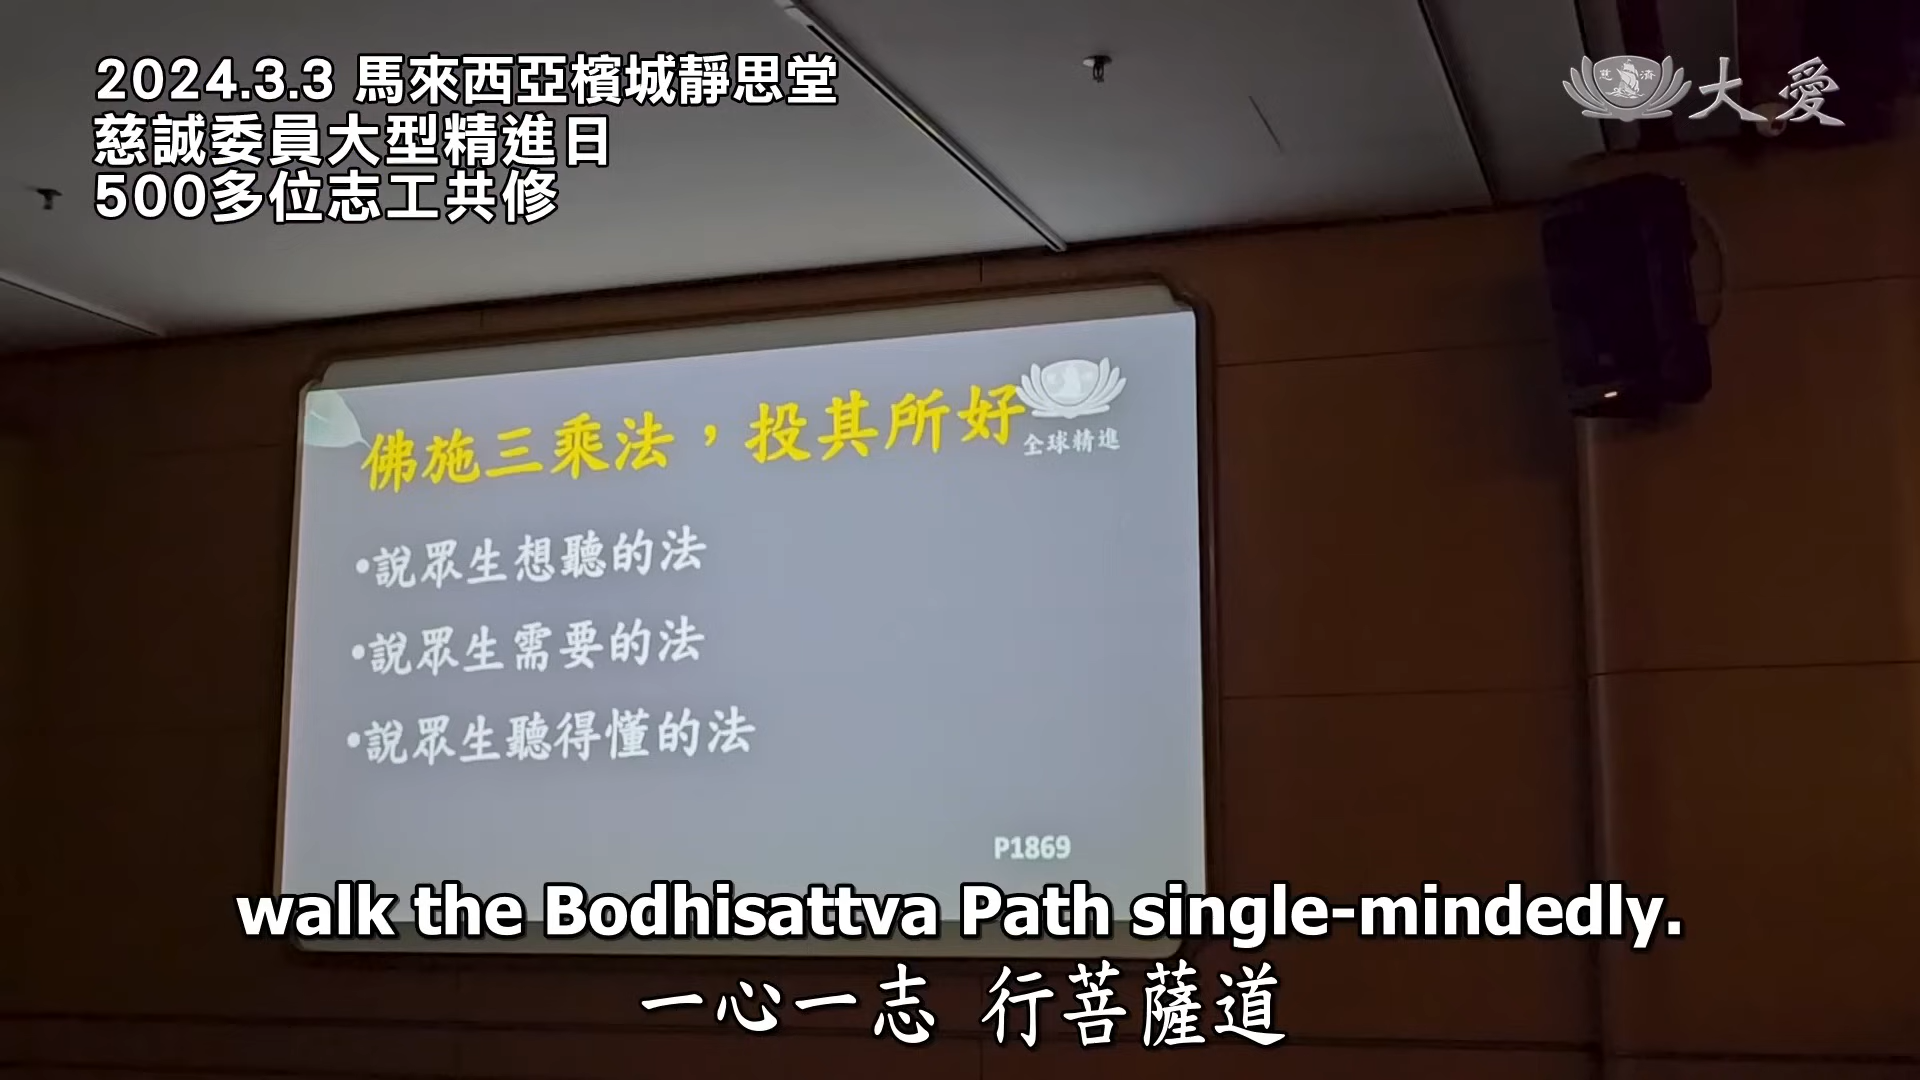 2024.3.3 馬來西亞檳城靜思堂
慈誠委員大型精進日
500多位志工共修
慈濟
大愛
佛施三乘法，投其所好
全球精進
•說眾生想聽的法
•說眾生需要的法
•說眾生聽得懂的法
P1869
walk the Bodhisattva Path single-mindedly.
一心一志 行菩薩道